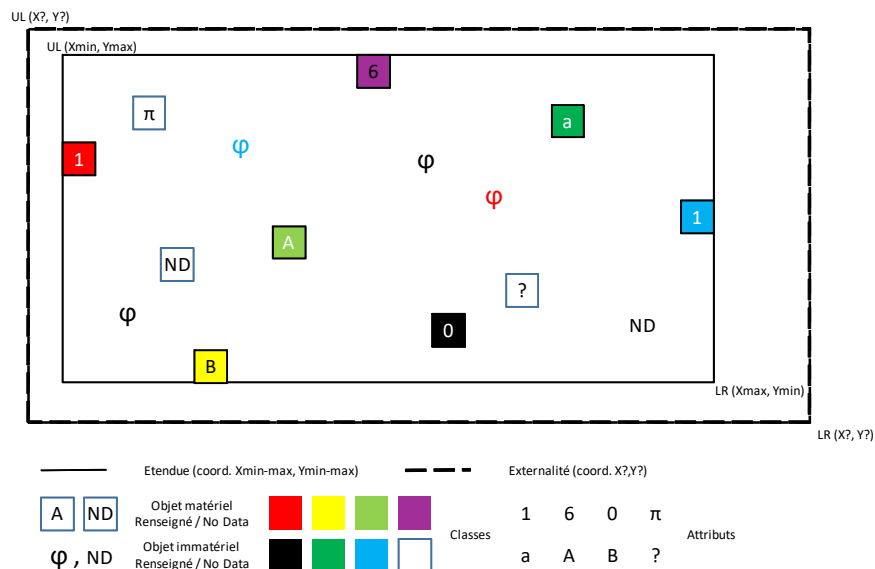 UL (X?, Y?)
UL (Xmin, Ymax)
6
π
a
φ
1
φ
φ
1
A
ND
?
φ
ND
0
B
LR (Xmax, Ymin)
LR (X?, Y?)
Etendue (coord. Xmin-max, Ymin-max)
Externalité (coord. X?,Y?)
A ND
Objet matériel
Renseigné / No Data
1 6 0 π
Classes
Attributs
φ , ND
Objet immatériel
Renseigné / No Data
a A B ?